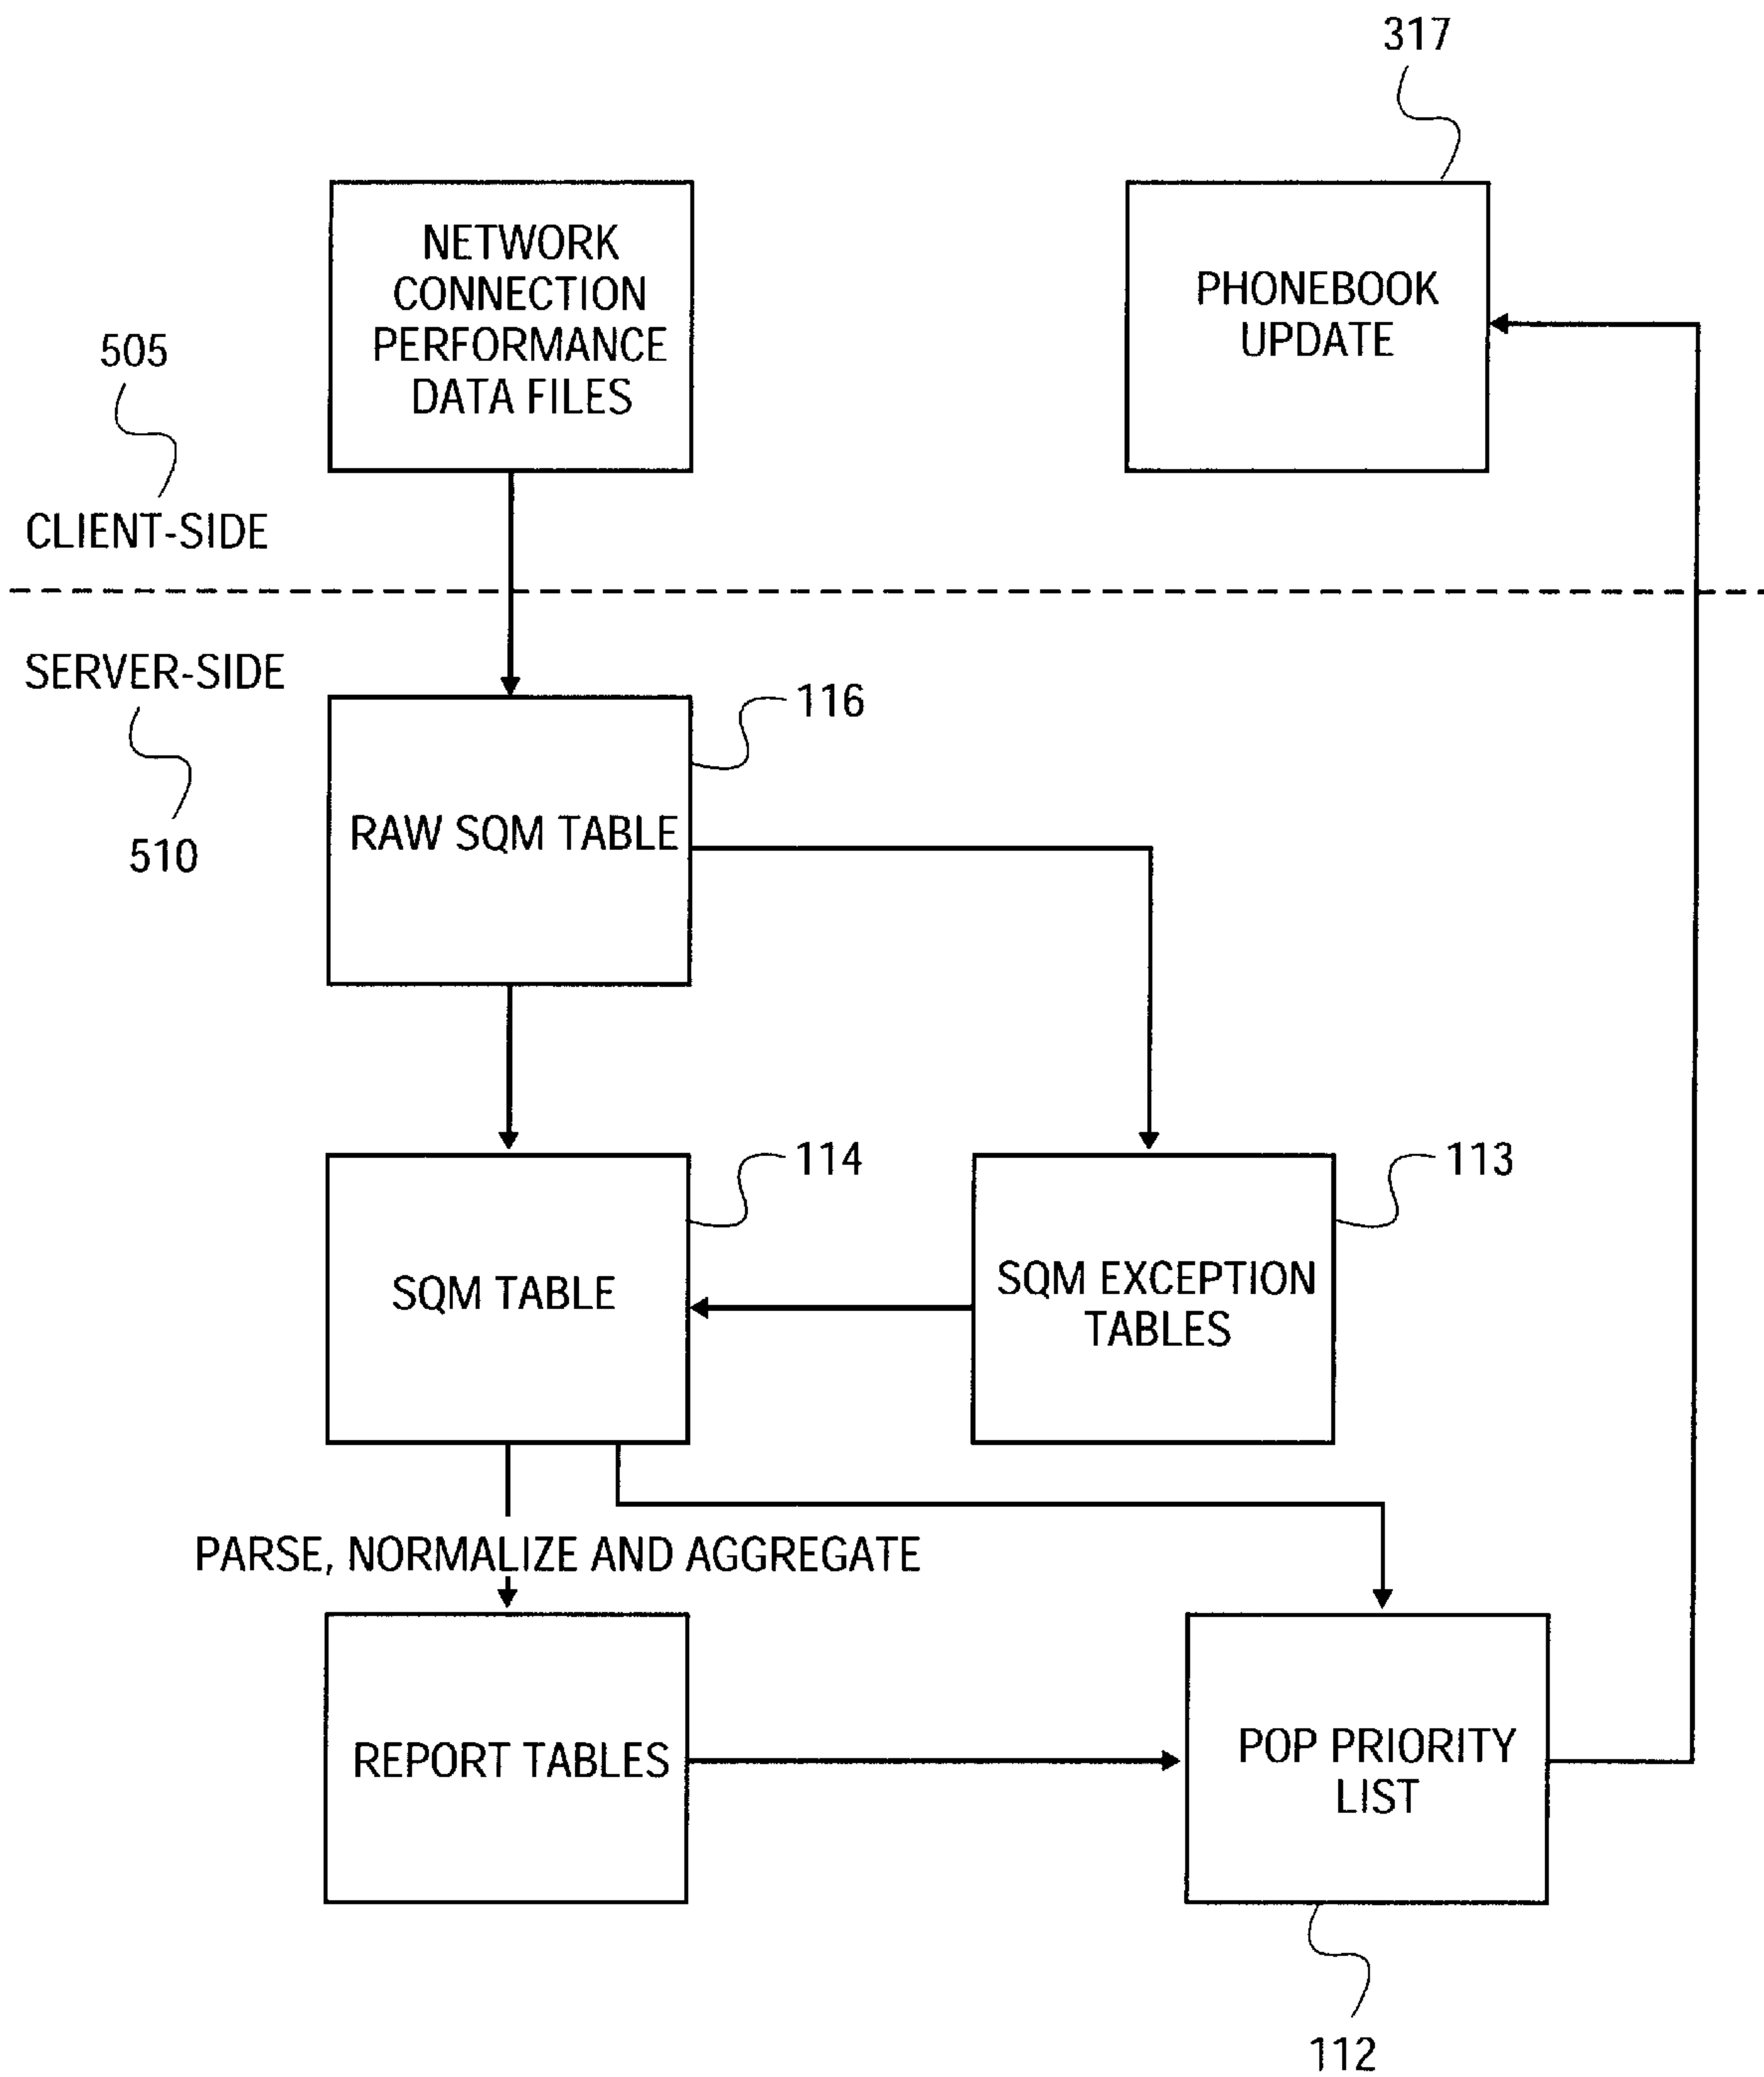 317
NETWORK
CONNECTION
PERFORMANCE
DATA FILES
PHONEBOOK
UPDATE
505
CLIENT-SIDE
SERVER-SIDE
510
116
RAW SQM TABLE
114
113
SQM TABLE
SQM EXCEPTION
TABLES
PARSE, NORMALIZE AND AGGREGATE
REPORT TABLES
POP PRIORITY
LIST
112